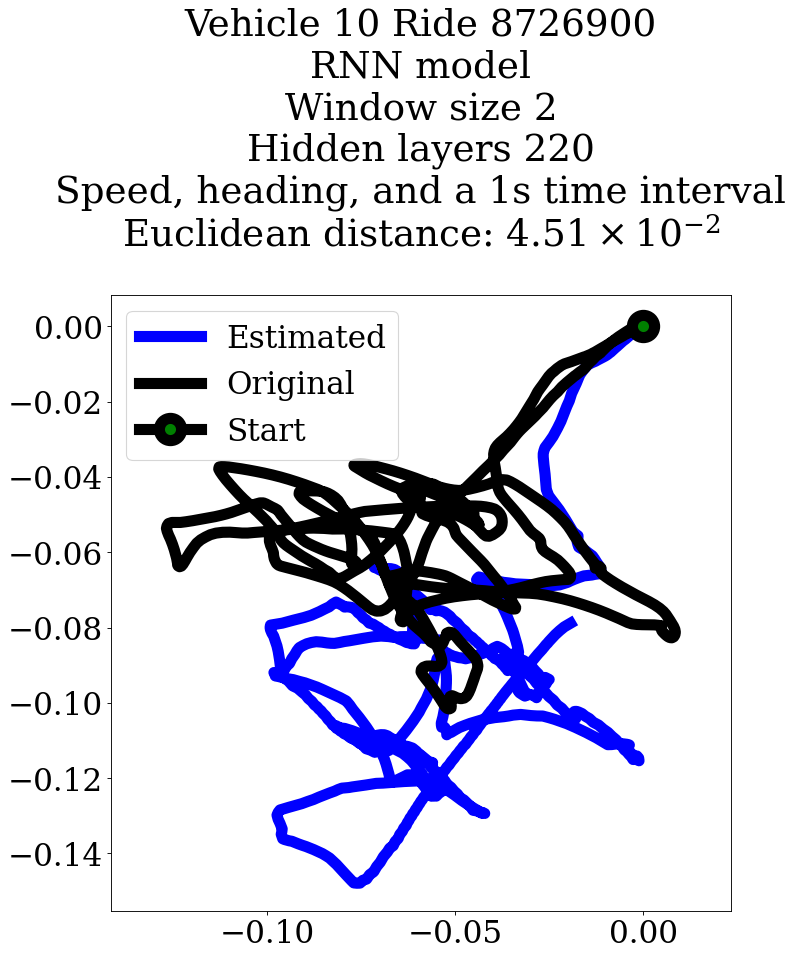 Vehicle 10 Ride 8726900
RNN model
Window size 2
Hidden layers 220
Speed, heading, and a 1s time interval
Euclidean distance: 4.51 × 10⁻²
Estimated
Original
Start
0.00
−0.02
−0.04
−0.06
−0.08
−0.10
−0.12
−0.14
−0.10
−0.05
0.00